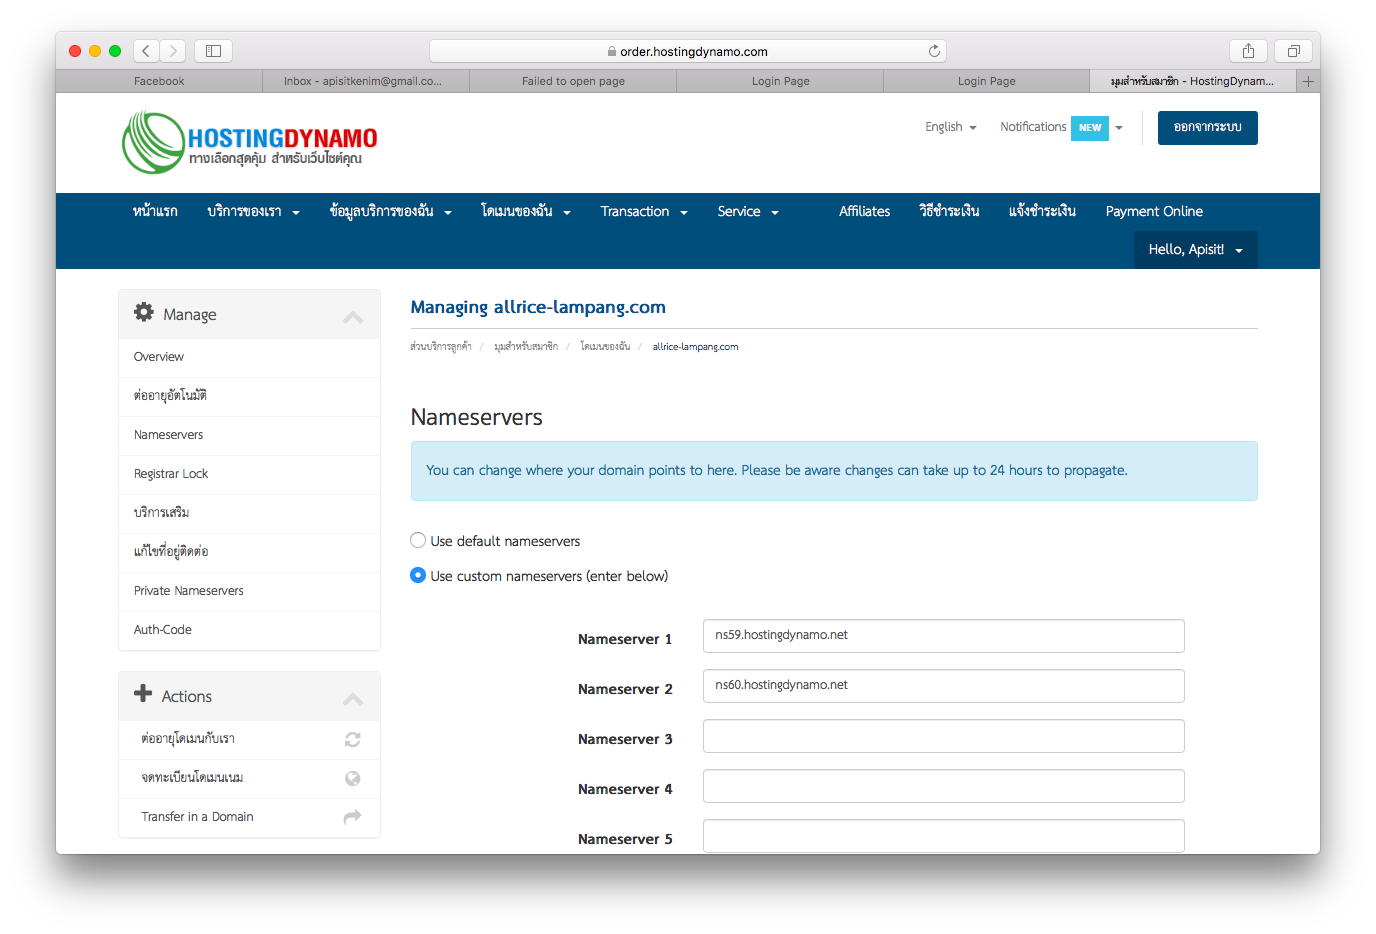 order.hostingdynamo.com
Facebook
Inbox - apisitkenim@gmail.co...
Failed to open page
Login Page
Login Page
มุมสำหรับสมาชิก - HostingDynam...
HOSTINGDYNAMO
ทางเลือกสุดคุ้ม สำหรับเว็บไซต์คุณ
English
Notifications NEW
ออกจากระบบ
หน้าแรก บริการของเรา ข้อมูลบริการของฉัน โดเมนของฉัน Transaction Service Affiliates วิธีชำระเงิน แจ้งชำระเงิน Payment Online
Hello, Apisit!
Manage
Overview
ต่ออายุอัตโนมัติ
Nameservers
Registrar Lock
บริการเสริม
แก้ไขที่อยู่ติดต่อ
Private Nameservers
Auth-Code
Actions
ต่ออายุโดเมนกับเรา
จดทะเบียนโดเมนเนม
Transfer in a Domain
Managing allrice-lampang.com
ส่วนบริการลูกค้า / มุมสำหรับสมาชิก / โดเมนของฉัน / allrice-lampang.com
Nameservers
You can change where your domain points to here. Please be aware changes can take up to 24 hours to propagate.
Use default nameservers
Use custom nameservers (enter below)
Nameserver 1 ns59.hostingdynamo.net
Nameserver 2 ns60.hostingdynamo.net
Nameserver 3
Nameserver 4
Nameserver 5